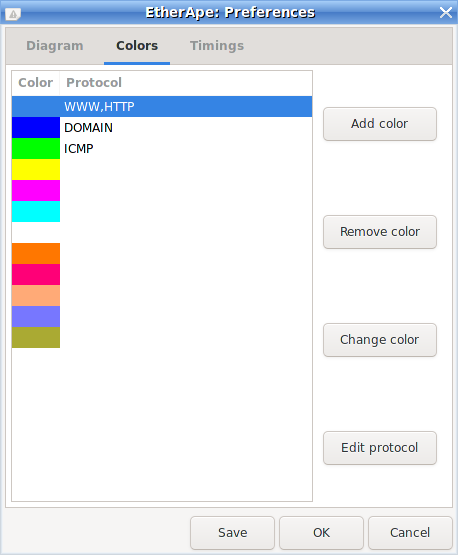 EtherApe: Preferences
Diagram Colors Timings
Color Protocol
WWW,HTTP
DOMAIN
ICMP
Add color
Remove color
Change color
Edit protocol
Save OK Cancel